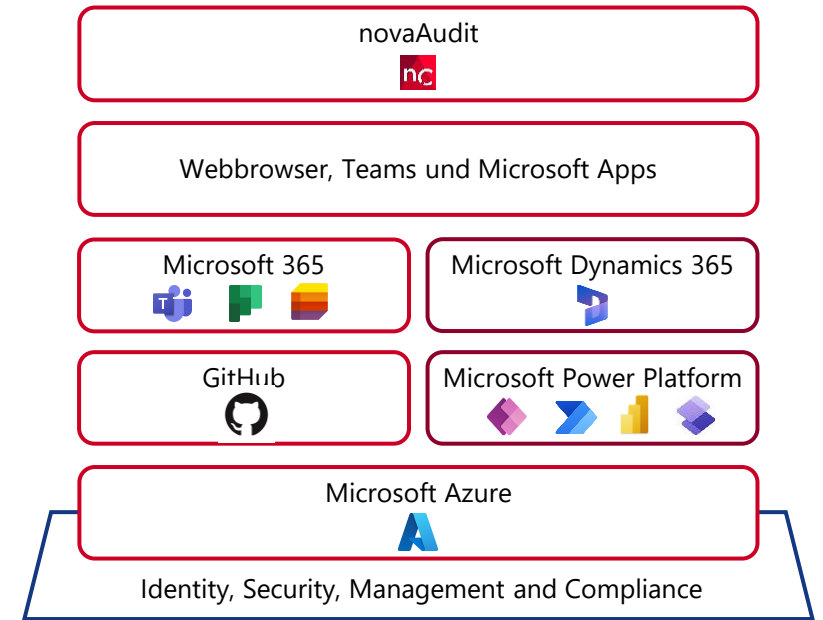 novaAudit
nc
Webbrowser, Teams und Microsoft Apps
Microsoft 365
T
Microsoft Dynamics 365
GitHub
Microsoft Power Platform
Microsoft Azure
Identity, Security, Management and Compliance